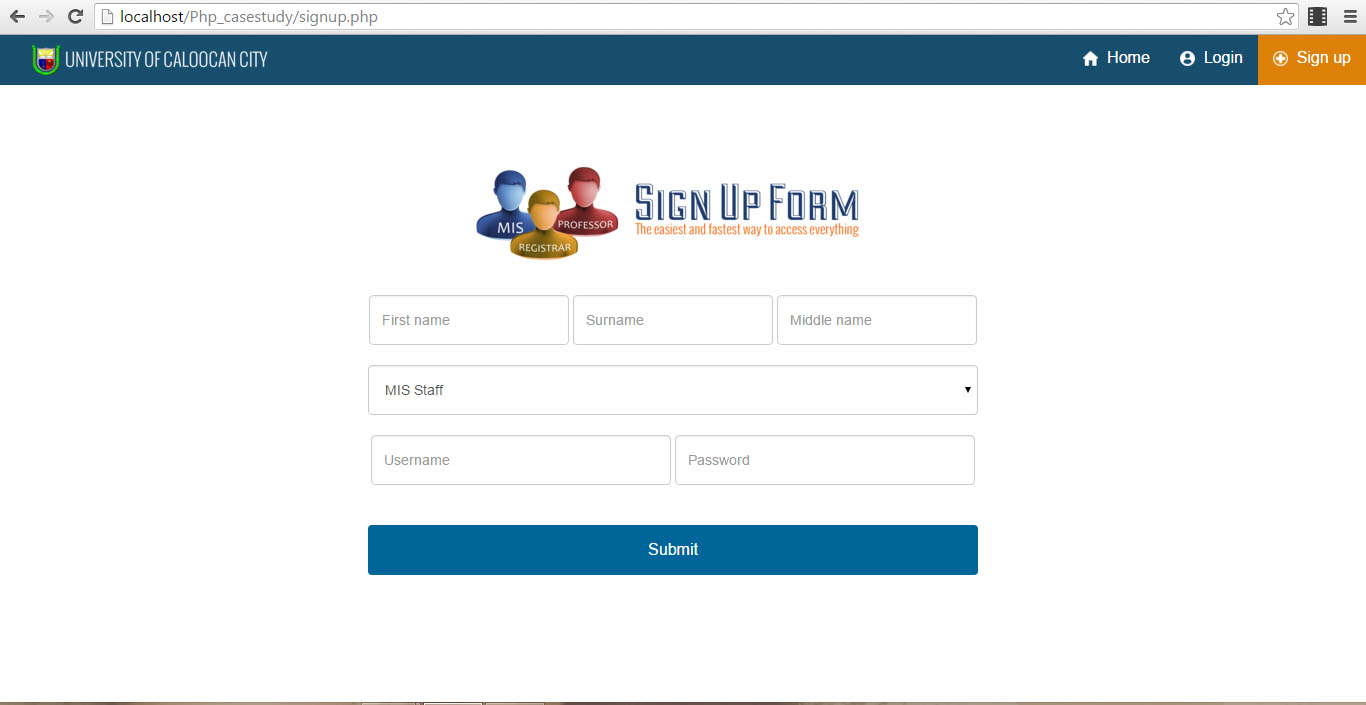 localhost/Php_casestudy/signup.php
UNIVERSITY OF CALOOCAN CITY
Home
Login
Sign up
MIS
PROFESSOR
REGISTRAR
SIGN UP FORM
The easiest and fastest way to access everything
First name
Surname
Middle name
MIS Staff
Username
Password
Submit